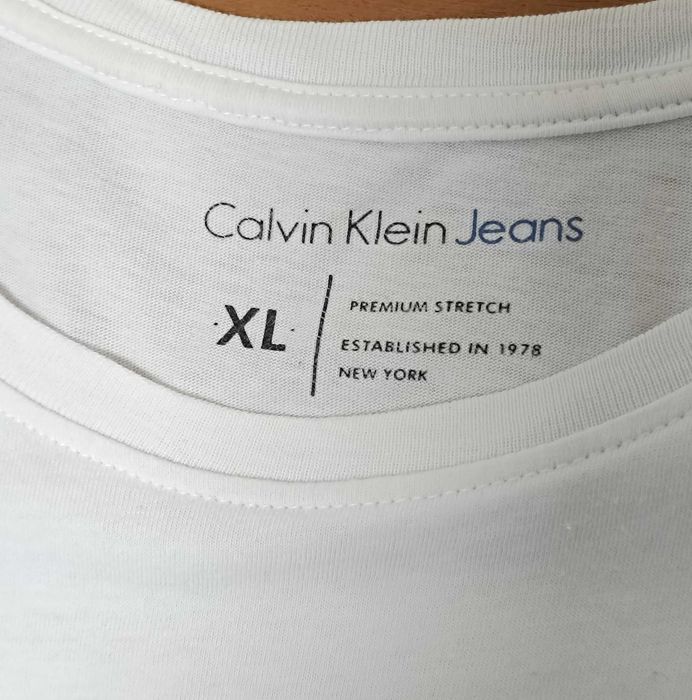 Calvin Klein Jeans
·XL·
PREMIUM STRETCH
ESTABLISHED IN 1978
NEW YORK